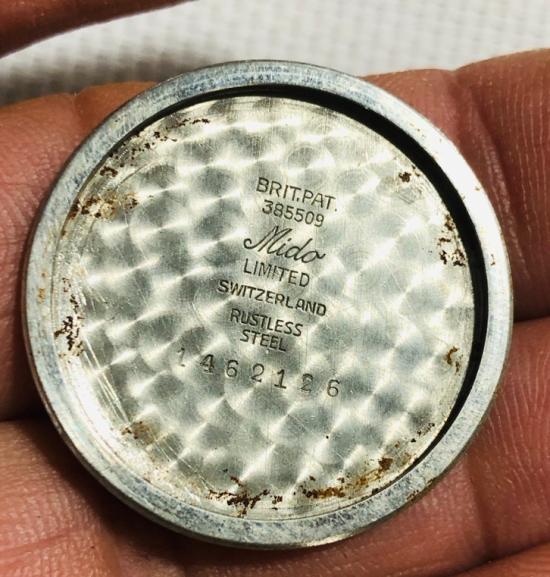 BRIT.PAT.
385509
Mido
LIMITED
SWITZERLAND
RUSTLESS
STEEL
1462126